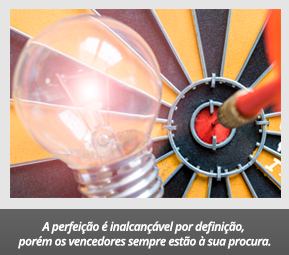 A perfeição é inalcançável por definição,
porém os vencedores sempre estão à sua procura.